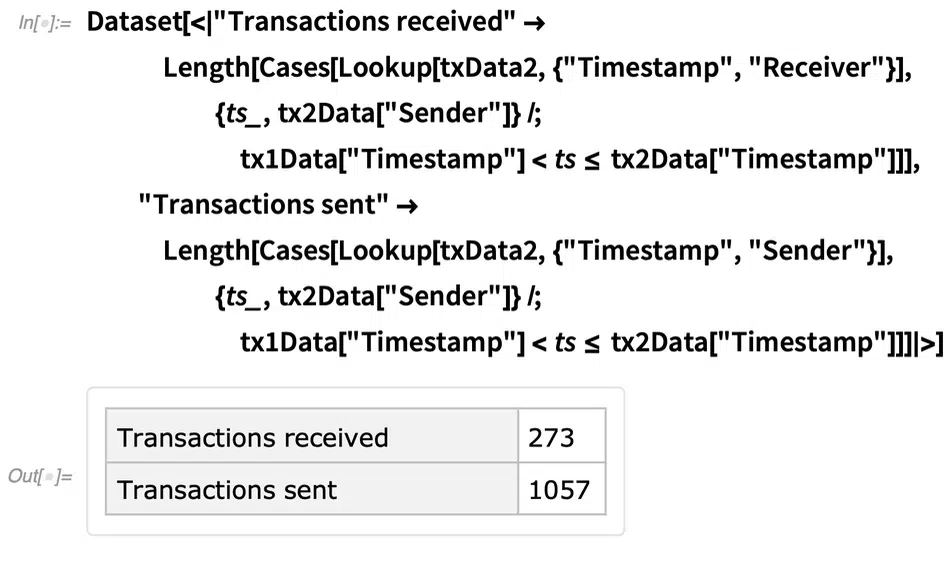 In[•]:= Dataset[<|"Transactions received" →
Length[Cases[Lookup[txData2, {"Timestamp", "Receiver"}],
{ts_, tx2Data["Sender"]} /;
tx1Data["Timestamp"] < ts ≤ tx2Data["Timestamp"]]],
"Transactions sent" →
Length[Cases[Lookup[txData2, {"Timestamp", "Sender"}],
{ts_, tx2Data["Sender"]} /;
tx1Data["Timestamp"] < ts ≤ tx2Data["Timestamp"]]]|>]
Transactions received 273
Out[•]=
Transactions sent 1057